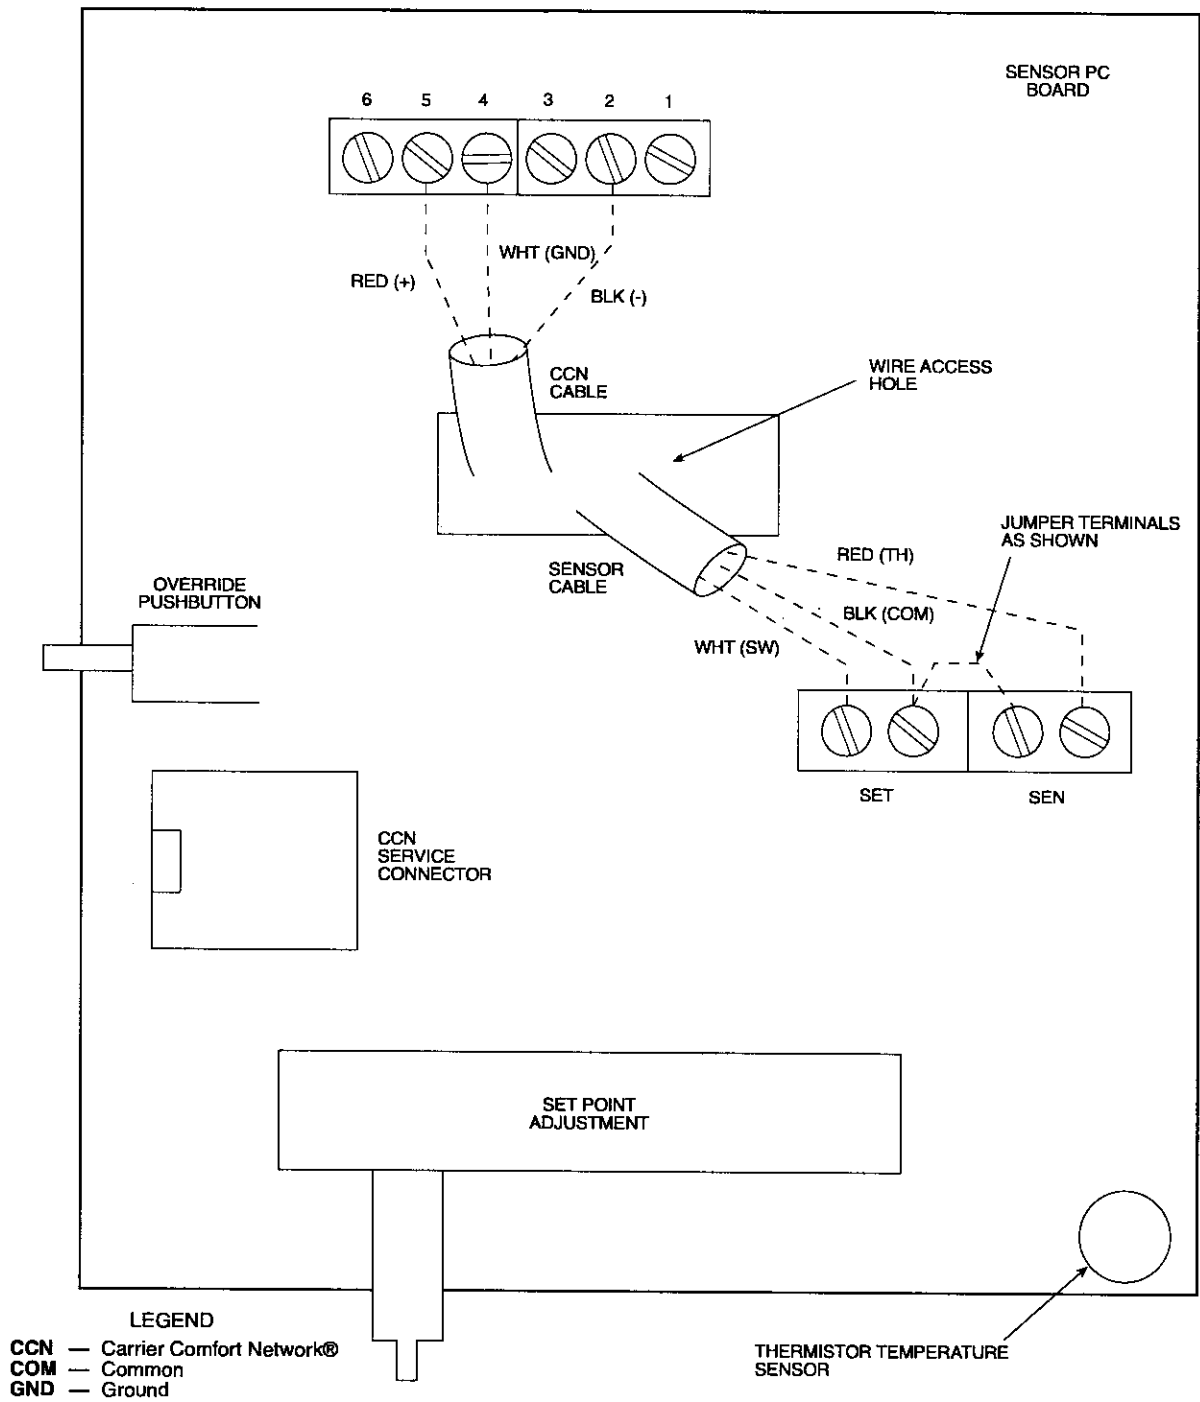 SENSOR PC
BOARD
6 5 4 3 2 1
WHT (GND)
RED (+)
BLK (-)
CCN
CABLE
WIRE ACCESS
HOLE
JUMPER TERMINALS
AS SHOWN
RED (TH)
SENSOR
CABLE
BLK (COM)
WHT (SW)
OVERRIDE
PUSHBUTTON
SET
SEN
CCN
SERVICE
CONNECTOR
SET POINT
ADJUSTMENT
THERMISTOR TEMPERATURE
SENSOR
LEGEND
CCN — Carrier Comfort Network®
COM — Common
GND — Ground